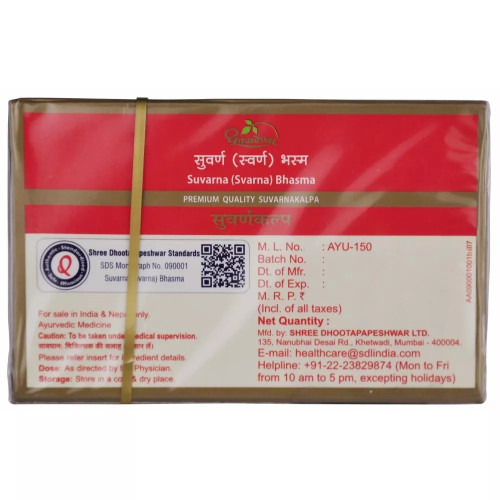 सुवर्ण (स्वर्ण) भस्म
Suvarna (Svarna) Bhasma
PREMIUM QUALITY SUVARNAKALPA
सुवर्णकल्प
Shree Dhootapapeshwar Standards
SDS Monograph No. 090001
Suvarna (Svarna) Bhasma
For sale in India & Nepal only.
Ayurvedic Medicine
Caution: To be taken under medical supervision.
सावधान: चिकित्सक की सलाह में लें।
Please refer insert for ingredient details.
Dose: As directed by the Physician.
Storage: Store in a cool & dry place.
M. L. No. : AYU-150
Batch No. :
Dt. of Mfr. :
Dt. of Exp. :
M. R. P. ₹ :
(Incl. of all taxes)
Net Quantity :
Mfd. by: SHREE DHOOTAPAPESHWAR LTD.
135, Nanubhai Desai Rd., Khetwadi, Mumbai - 400004.
E-mail: healthcare@sdlindia.com
Helpline: +91-22-23829874 (Mon to Fri
from 10 am to 5 pm, excepting holidays)